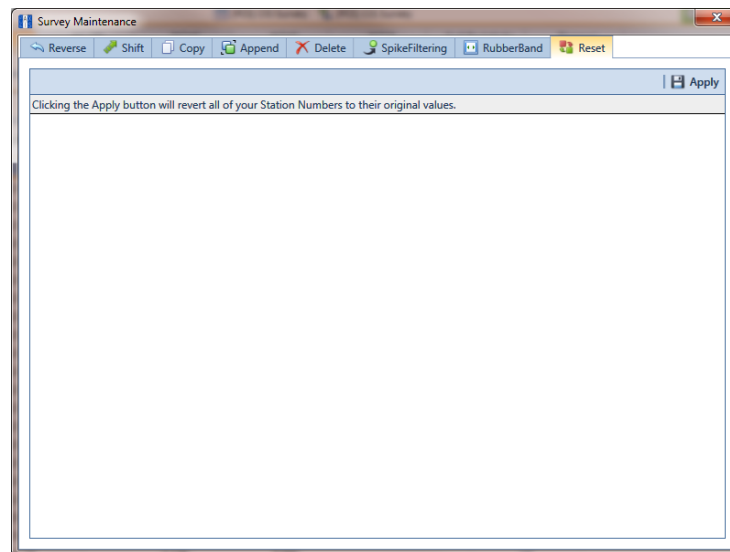 Survey Maintenance
Reverse Shift Copy Append Delete SpikeFiltering RubberBand Reset
Apply
Clicking the Apply button will revert all of your Station Numbers to their original values.